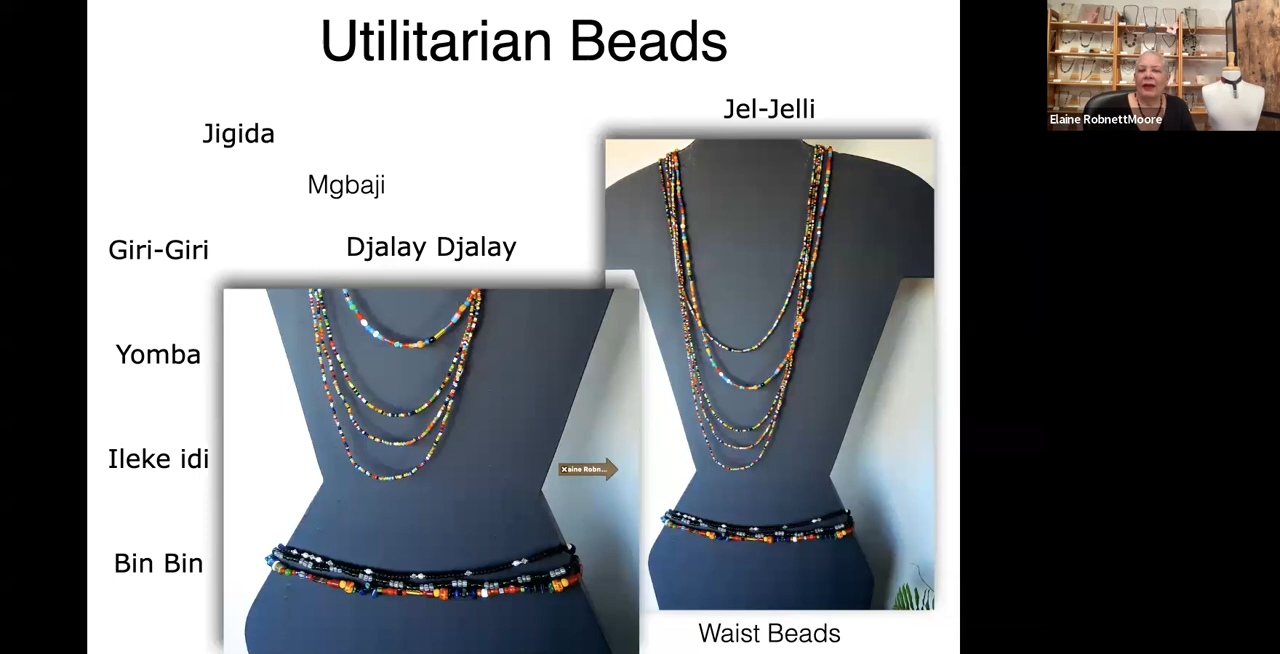 Utilitarian Beads
Jel-Jelli
Jigida
Mgbaji
Giri-Giri
Djalay Djalay
Yomba
Ileke idi
Bin Bin
Waist Beads
Elaine RobnettMoore